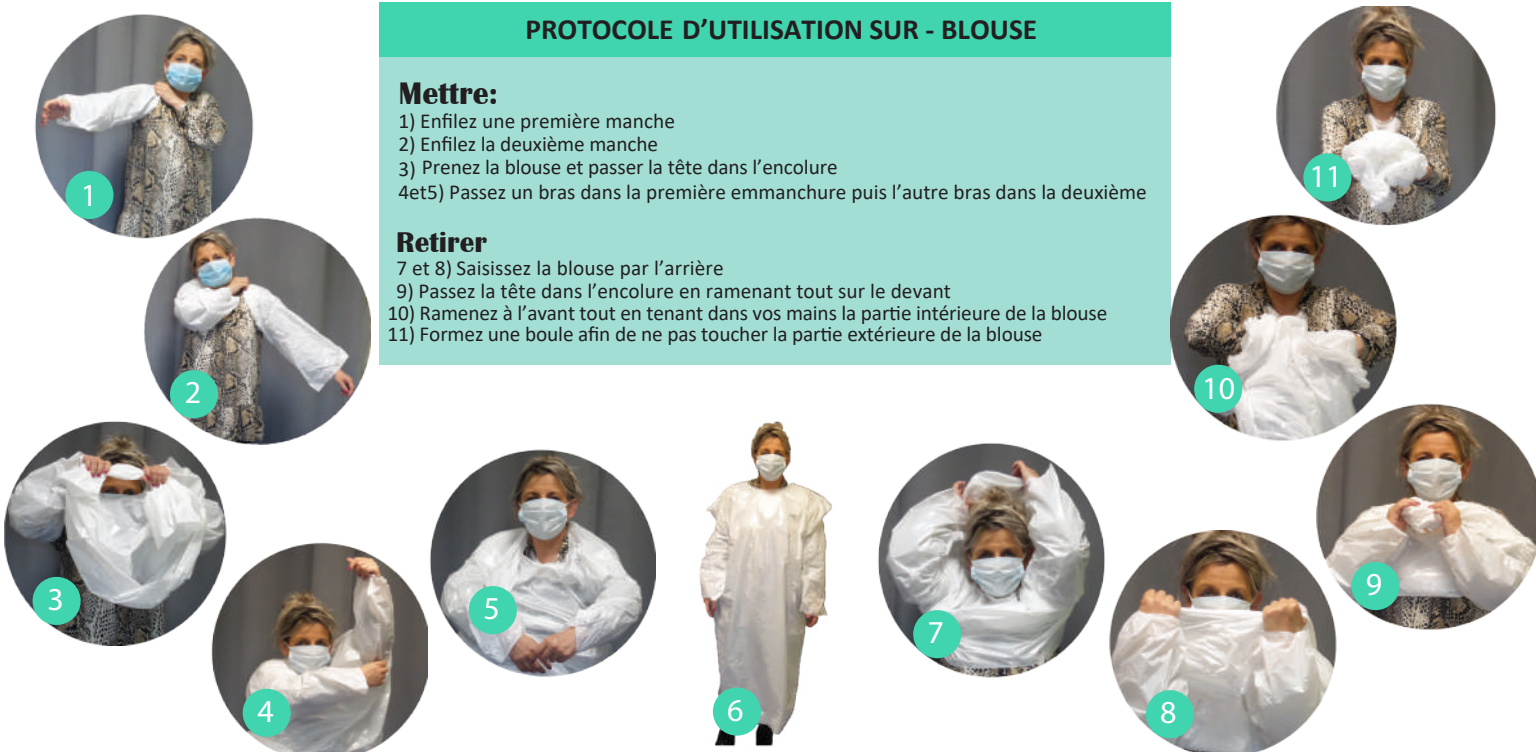 PROTOCOLE D’UTILISATION SUR - BLOUSE
Mettre:
1) Enfilez une première manche
2) Enfilez la deuxième manche
3) Prenez la blouse et passer la tête dans l’encolure
4et5) Passez un bras dans la première emmanchure puis l’autre bras dans la deuxième
Retirer
7 et 8) Saisissez la blouse par l’arrière
9) Passez la tête dans l’encolure en ramenant tout sur le devant
10) Ramenez à l’avant tout en tenant dans vos mains la partie intérieure de la blouse
11) Formez une boule afin de ne pas toucher la partie extérieure de la blouse
1
2
3
4
5
6
7
8
9
10
11